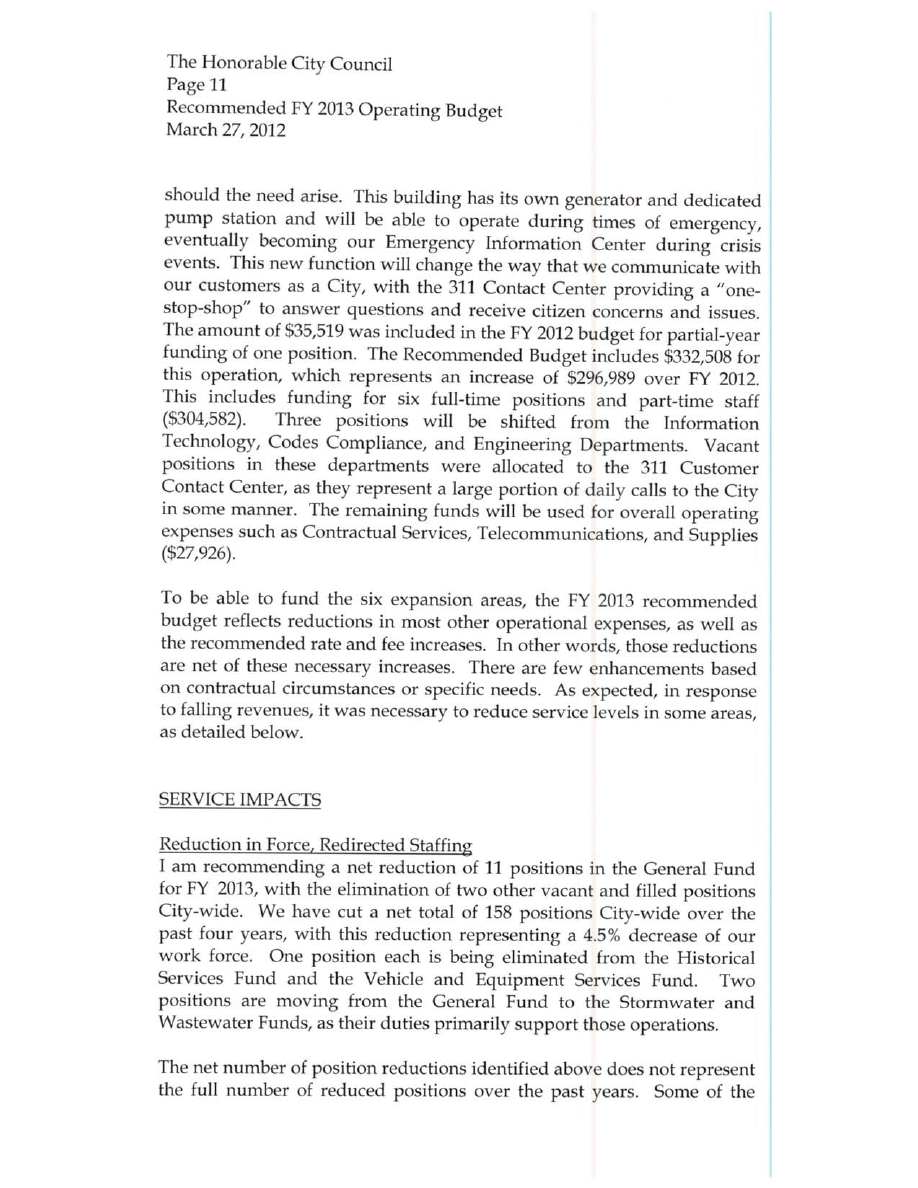 The Honorable City Council
Page 11
Recommended FY 2013 Operating Budget
March 27, 2012
should the need arise. This building has its own generator and dedicated
pump station and will be able to operate during times of emergency,
eventually becoming our Emergency Information Center during crisis
events. This new function will change the way that we communicate with
our customers as a City, with the 311 Contact Center providing a "one-
stop-shop" to answer questions and receive citizen concerns and issues.
The amount of $35,519 was included in the FY 2012 budget for partial-year
funding of one position. The Recommended Budget includes $332,508 for
this operation, which represents an increase of $296,989 over FY 2012.
This includes funding for six full-time positions and part-time staff
($304,582). Three positions will be shifted from the Information
Technology, Codes Compliance, and Engineering Departments. Vacant
positions in these departments were allocated to the 311 Customer
Contact Center, as they represent a large portion of daily calls to the City
in some manner. The remaining funds will be used for overall operating
expenses such as Contractual Services, Telecommunications, and Supplies
($27,926).
To be able to fund the six expansion areas, the FY 2013 recommended
budget reflects reductions in most other operational expenses, as well as
the recommended rate and fee increases. In other words, those reductions
are net of these necessary increases. There are few enhancements based
on contractual circumstances or specific needs. As expected, in response
to falling revenues, it was necessary to reduce service levels in some areas,
as detailed below.
SERVICE IMPACTS
Reduction in Force, Redirected Staffing
I am recommending a net reduction of 11 positions in the General Fund
for FY 2013, with the elimination of two other vacant and filled positions
City-wide. We have cut a net total of 158 positions City-wide over the
past four years, with this reduction representing a 4.5% decrease of our
work force. One position each is being eliminated from the Historical
Services Fund and the Vehicle and Equipment Services Fund. Two
positions are moving from the General Fund to the Stormwater and
Wastewater Funds, as their duties primarily support those operations.
The net number of position reductions identified above does not represent
the full number of reduced positions over the past years. Some of the